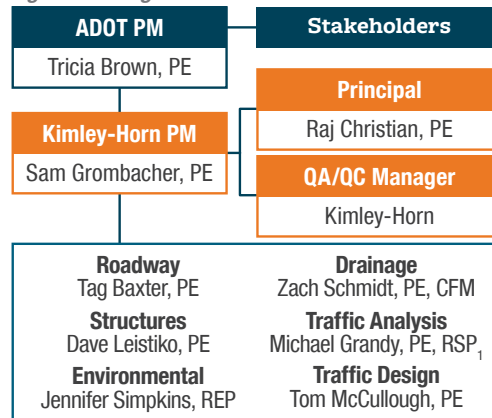 ADOT PM
Tricia Brown, PE
Stakeholders
Kimley-Horn PM
Sam Grombacher, PE
Principal
Raj Christian, PE
QA/QC Manager
Kimley-Horn
Roadway
Tag Baxter, PE
Structures
Dave Leistiko, PE
Environmental
Jennifer Simpkins, REP
Drainage
Zach Schmidt, PE, CFM
Traffic Analysis
Michael Grandy, PE, RSP₁
Traffic Design
Tom McCullough, PE